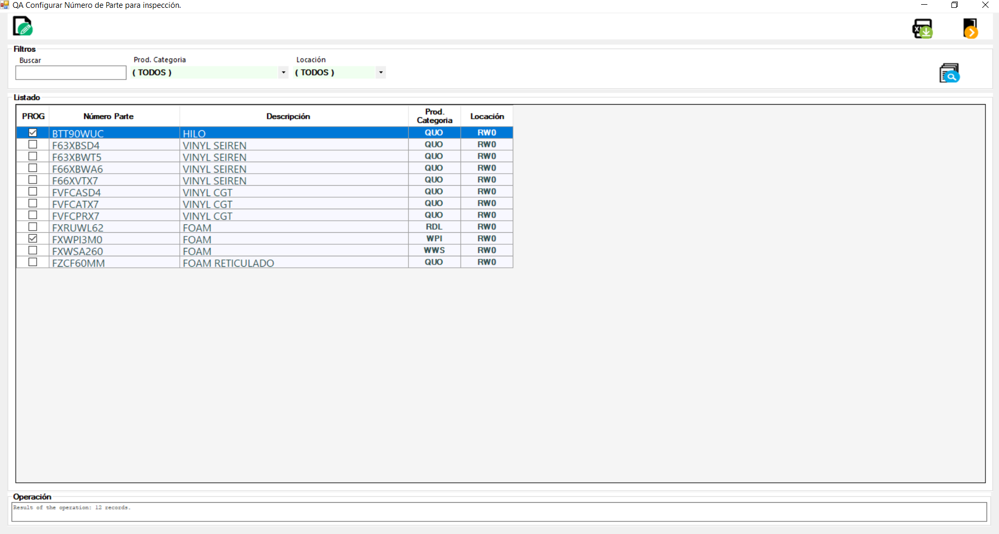 QA Configurar Número de Parte para inspección.
Filtros
Buscar
Prod. Categoria
Locación
( TODOS )
( TODOS )
Listado
PROG Número Parte Descripción Prod. Categoria Locación
BTT90WUC HILO QUO RW0
F63XBSD4 VINYL SEIREN QUO RW0
F63XBWT5 VINYL SEIREN QUO RW0
F66XBWA6 VINYL SEIREN QUO RW0
F66XVTX7 VINYL SEIREN QUO RW0
FVFCASD4 VINYL CGT QUO RW0
FVFCATX7 VINYL CGT QUO RW0
FVFCPRX7 VINYL CGT QUO RW0
FXRUWL62 FOAM RDL RW0
FXWPI3M0 FOAM WPI RW0
FXWSA260 FOAM WWS RW0
FZCF60MM FOAM RETICULADO QUO RW0
Operación
Result of the operation: 12 records.